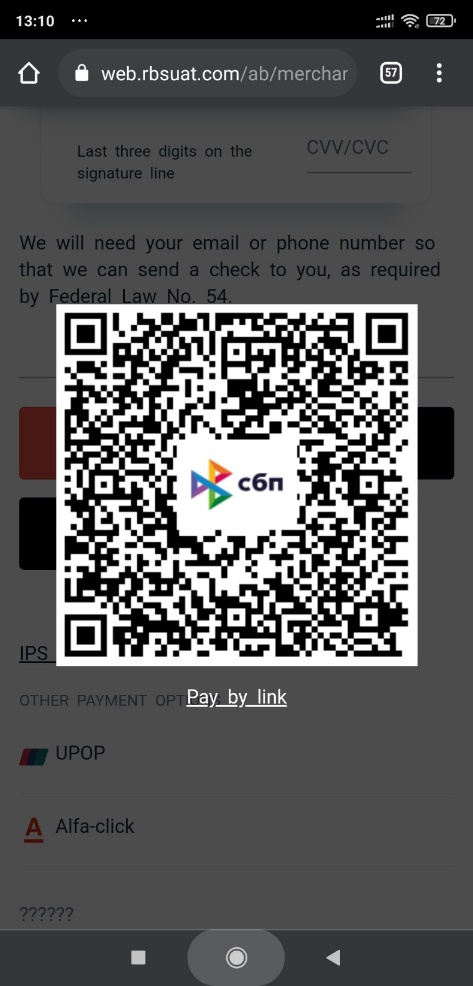 13:10
72
web.rbsuat.com/ab/merchar
57
Last three digits on the
signature line
CVV/CVC
We will need your email or phone number so
that we can send a check to you, as required
by Federal Law No. 54.
сбп
Pay by link
IPS
OTHER PAYMENT OPT
UPOP
A
Alfa-click
??????